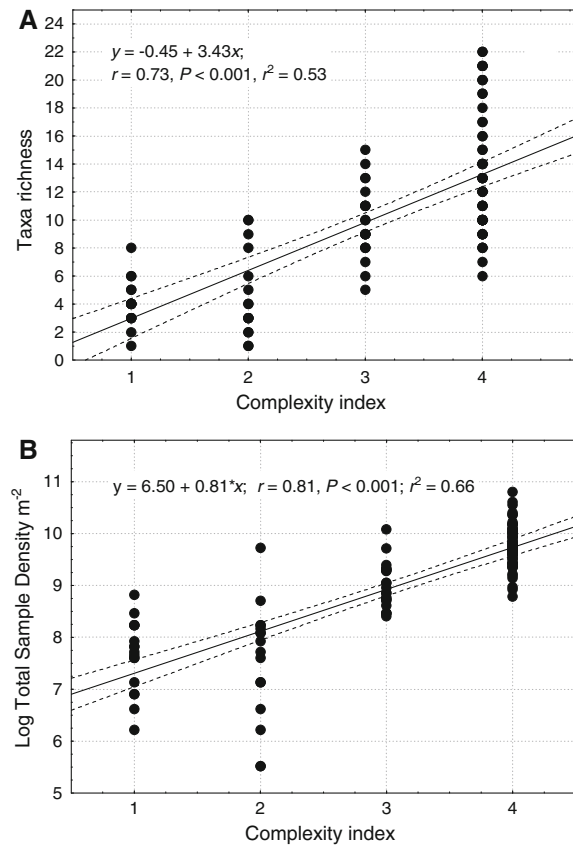 A
y = -0.45 + 3.43x;
r = 0.73, P < 0.001, r² = 0.53
24
22
20
18
16
14
12
10
8
6
4
2
0
Taxa richness
1 2 3 4
Complexity index
B
y = 6.50 + 0.81*x; r = 0.81, P < 0.001; r² = 0.66
11
10
9
8
7
6
5
Log Total Sample Density m⁻²
1 2 3 4
Complexity index